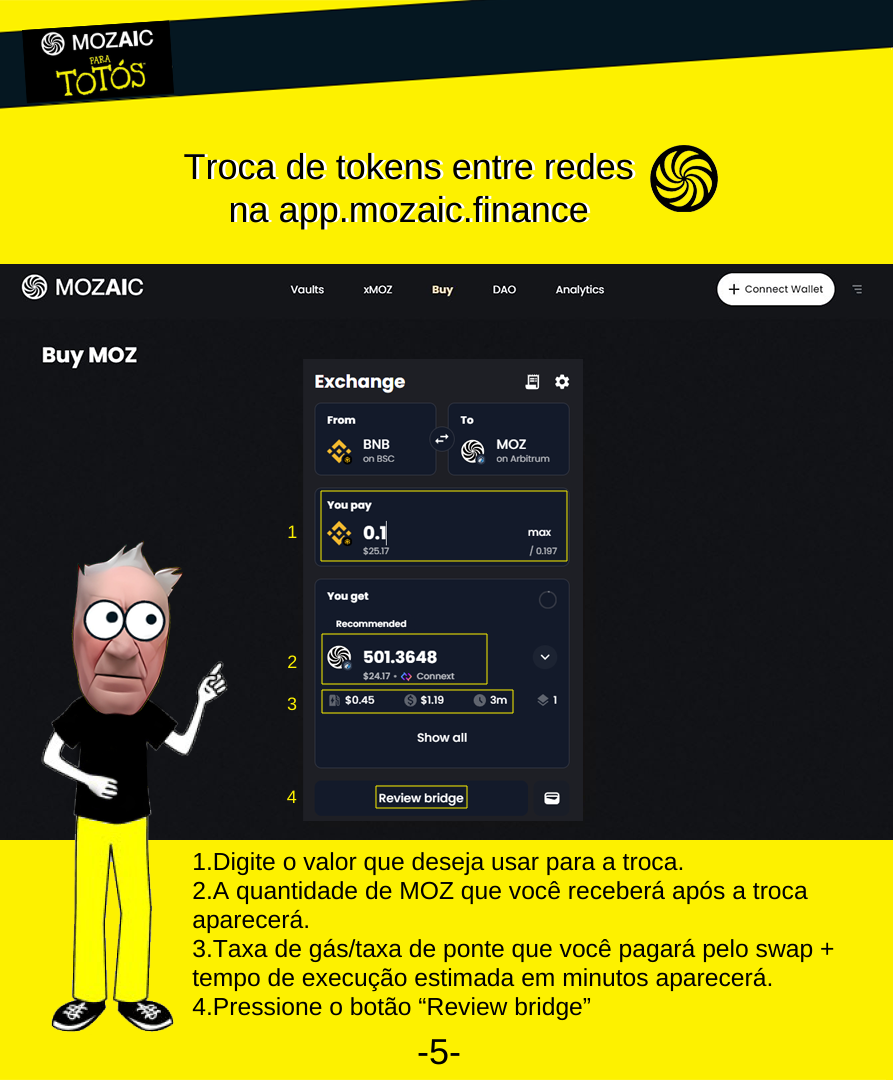 MOZAIC
PARA
TOTÓS
Troca de tokens entre redes
na app.mozaic.finance
MOZAIC
Vaults
xMOZ
Buy
DAO
Analytics
+ Connect Wallet
Buy MOZ
Exchange
From
BNB
on BSC
To
MOZ
on Arbitrum
1
You pay
0.1
max
$25.17
/ 0.197
You get
Recommended
2
501.3648
$24.17 • Connext
3
$0.45
$1.19
3m
1
Show all
4
Review bridge
1.Digite o valor que deseja usar para a troca.
2.A quantidade de MOZ que você receberá após a troca
aparecerá.
3.Taxa de gás/taxa de ponte que você pagará pelo swap +
tempo de execução estimada em minutos aparecerá.
4.Pressione o botão “Review bridge”
-5-